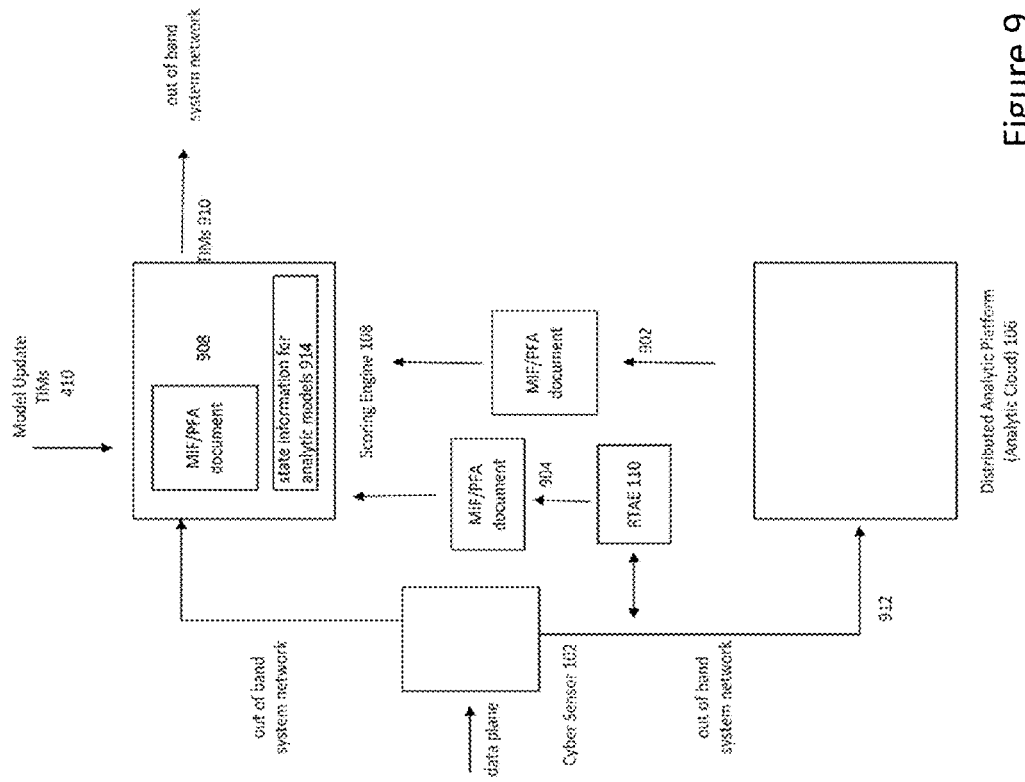 Model Update
TIMs
410
out of band
system network
TIMs 910
908
MIF/PFA
document
state information for
analytic models 914
Scoring Engine 108
MIF/PFA
document
902
MIF/PFA
document
904
RTAE 110
out of band
system network
data plane
Cyber Sensor 102
out of band
system network
912
Distributed Analytic Platform
(Analytic Cloud) 106
Figure 9